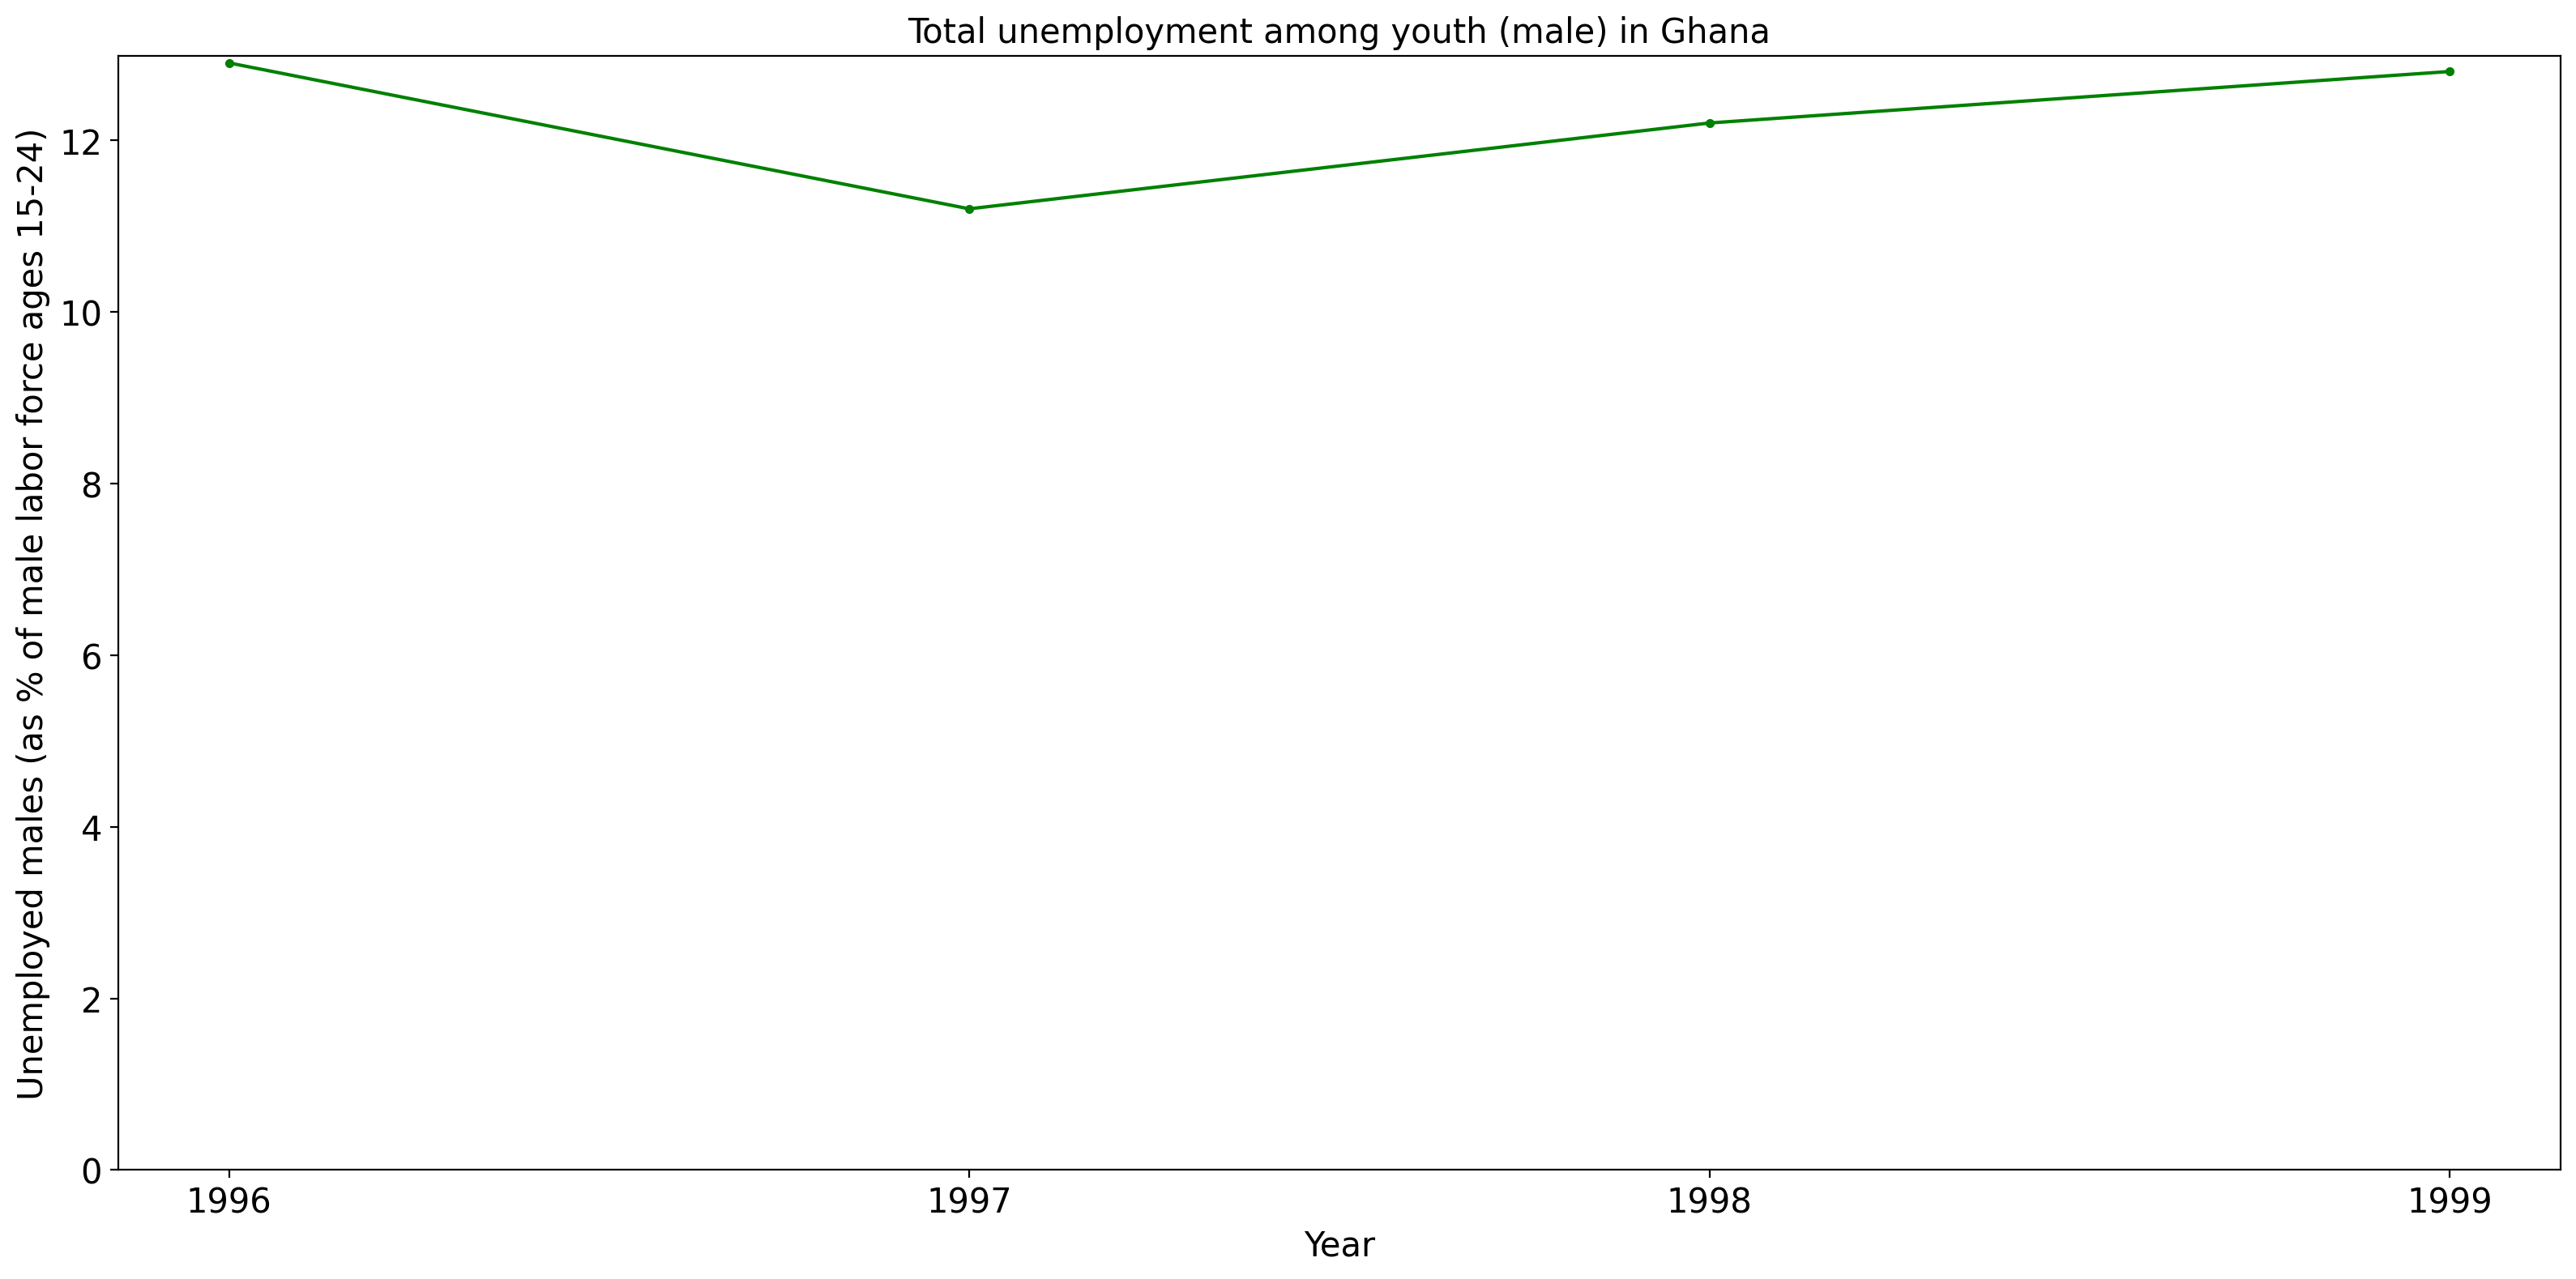 Total unemployment among youth (male) in Ghana
Unemployed males (as % of male labor force ages 15-24)
12
10
8
6
4
2
0
1996 1997 1998 1999
Year